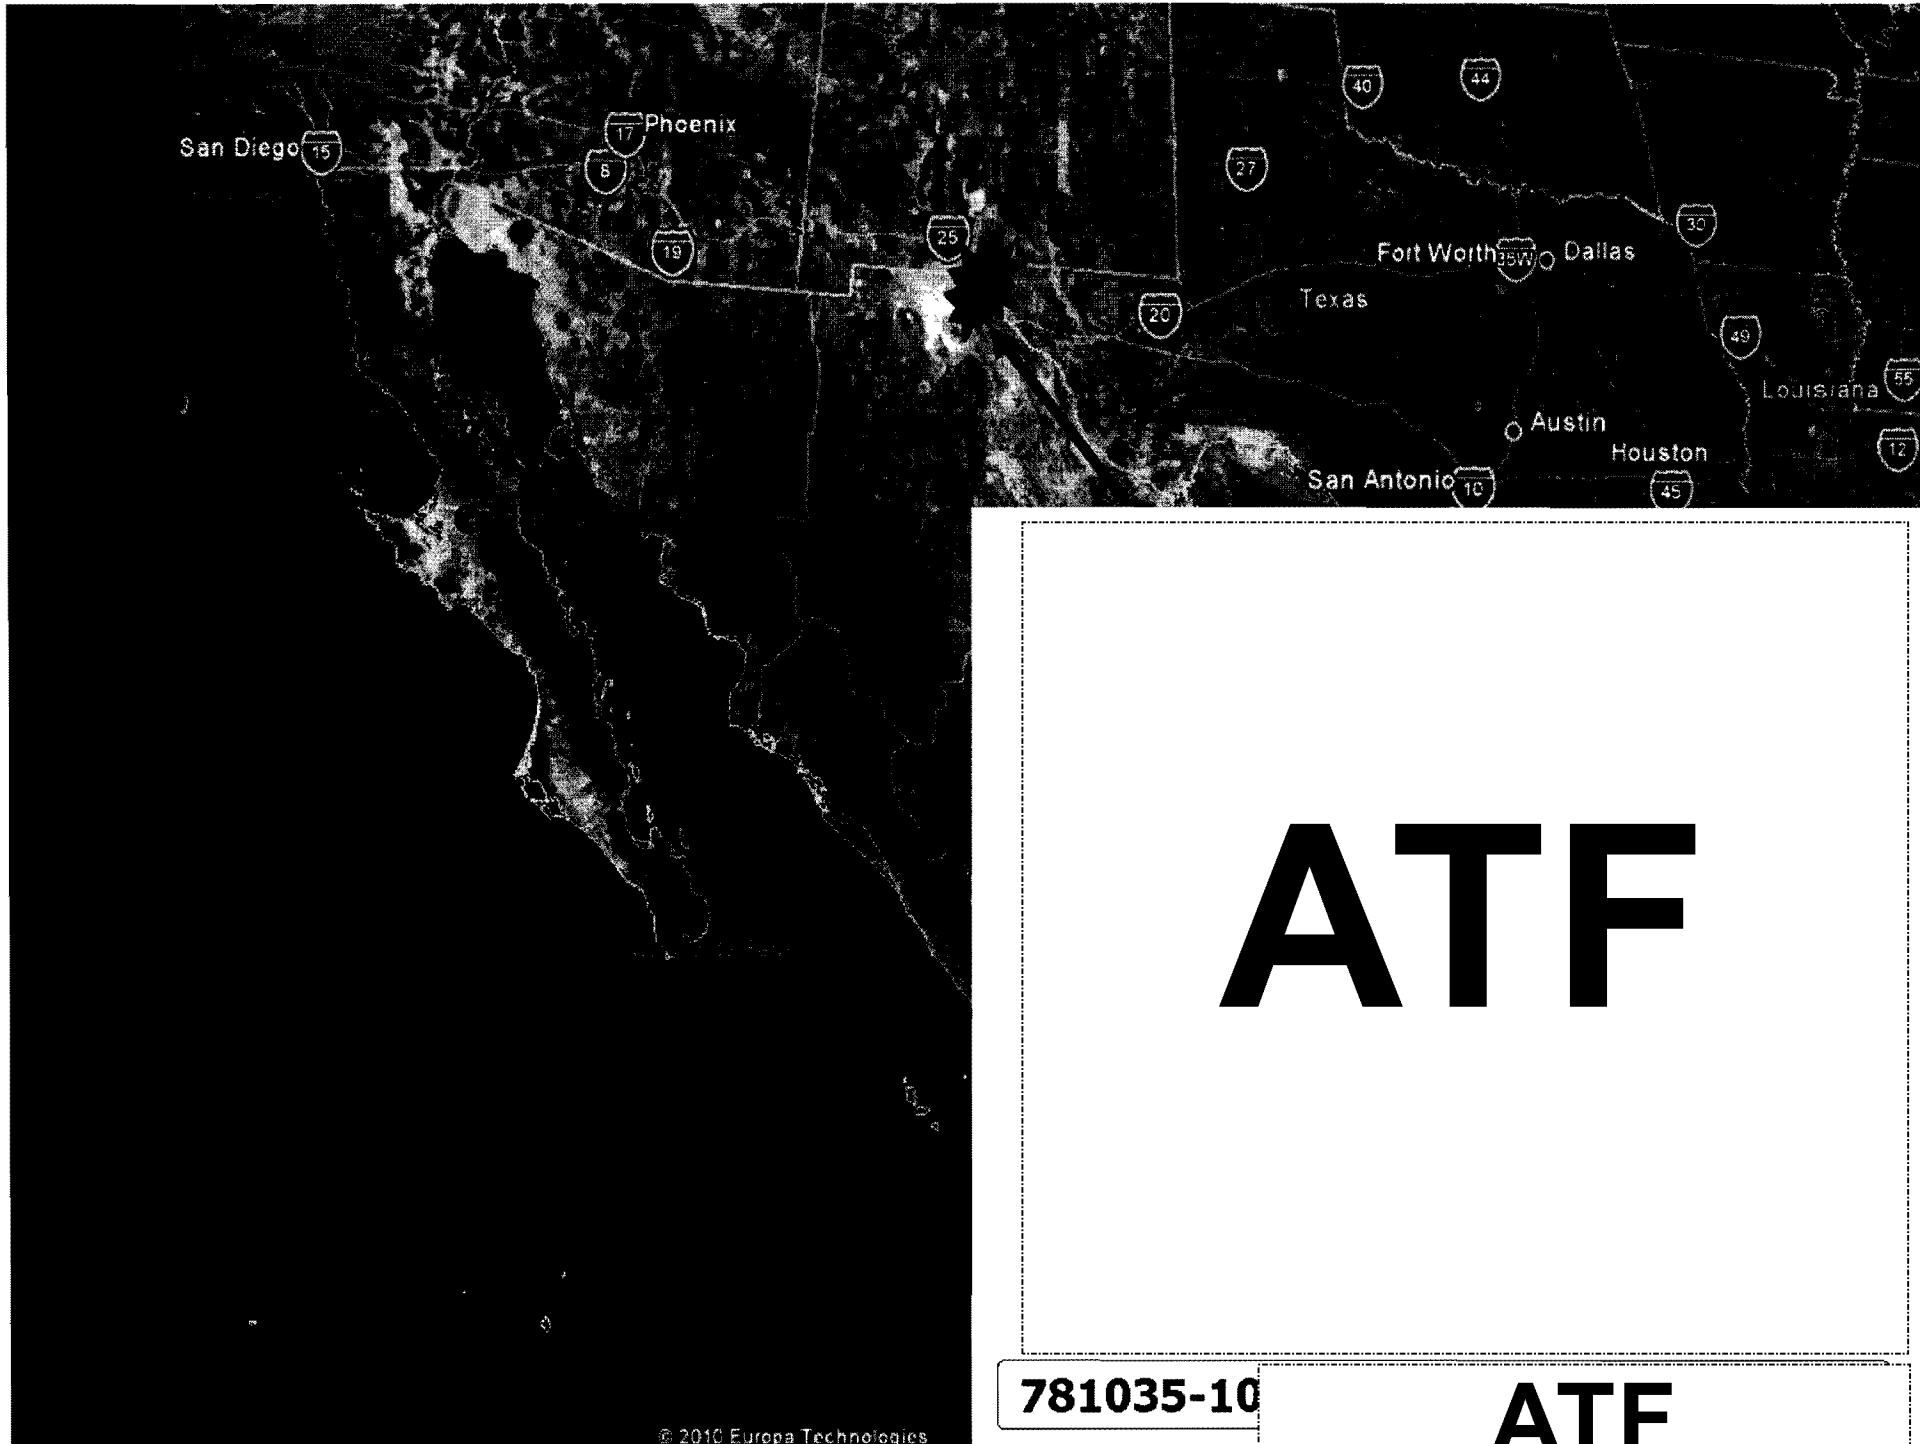 40
44
Phoenix
17
San Diego
15
8
27
25
30
19
Fort Worth
35W
Dallas
Texas
20
49
Louisiana
55
Austin
Houston
12
San Antonio
10
45
ATF
781035-10
ATF
© 2010 Europa Technologies